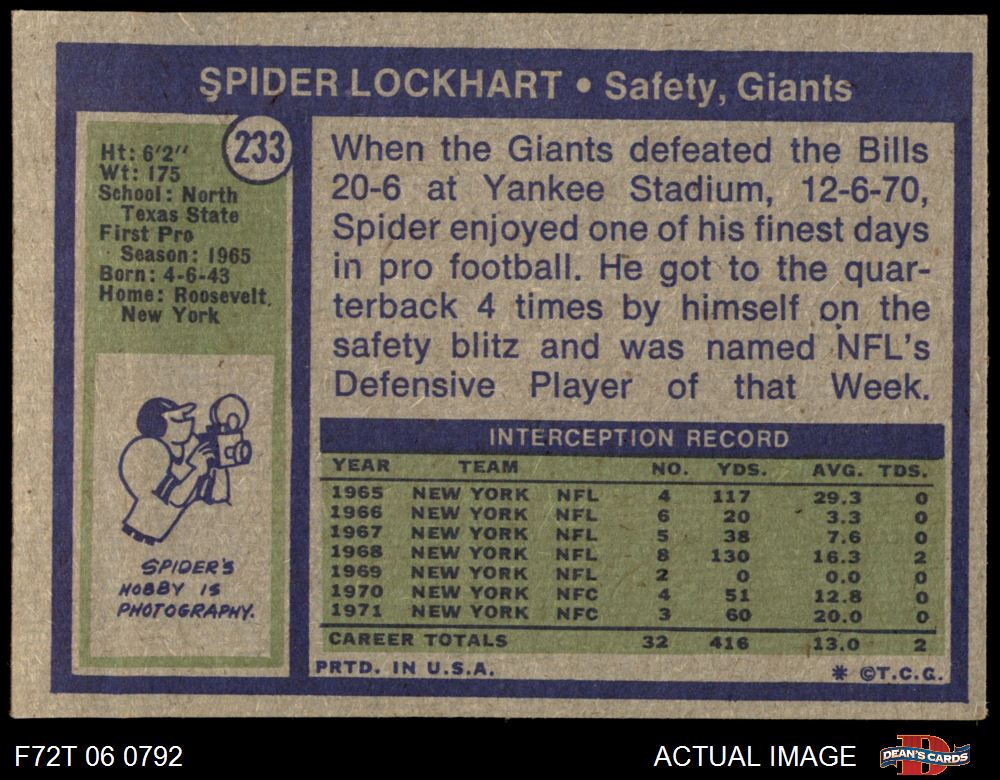 SPIDER LOCKHART • Safety, Giants
233
Ht: 6'2"
Wt: 175
School: North
Texas State
First Pro
Season: 1965
Born: 4-6-43
Home: Roosevelt,
New York
SPIDER'S
HOBBY IS
PHOTOGRAPHY.
When the Giants defeated the Bills
20-6 at Yankee Stadium, 12-6-70,
Spider enjoyed one of his finest days
in pro football. He got to the quar-
terback 4 times by himself on the
safety blitz and was named NFL's
Defensive Player of that Week.
INTERCEPTION RECORD
YEAR TEAM NO. YDS. AVG. TDS.
1965 NEW YORK NFL 4 117 29.3 0
1966 NEW YORK NFL 6 20 3.3 0
1967 NEW YORK NFL 5 38 7.6 0
1968 NEW YORK NFL 8 130 16.3 2
1969 NEW YORK NFL 2 0 0.0 0
1970 NEW YORK NFC 4 51 12.8 0
1971 NEW YORK NFC 3 60 20.0 0
CAREER TOTALS 32 416 13.0 2
PRTD. IN U.S.A. * ©T.C.G.
F72T 06 0792 ACTUAL IMAGE DEAN'S CARDS